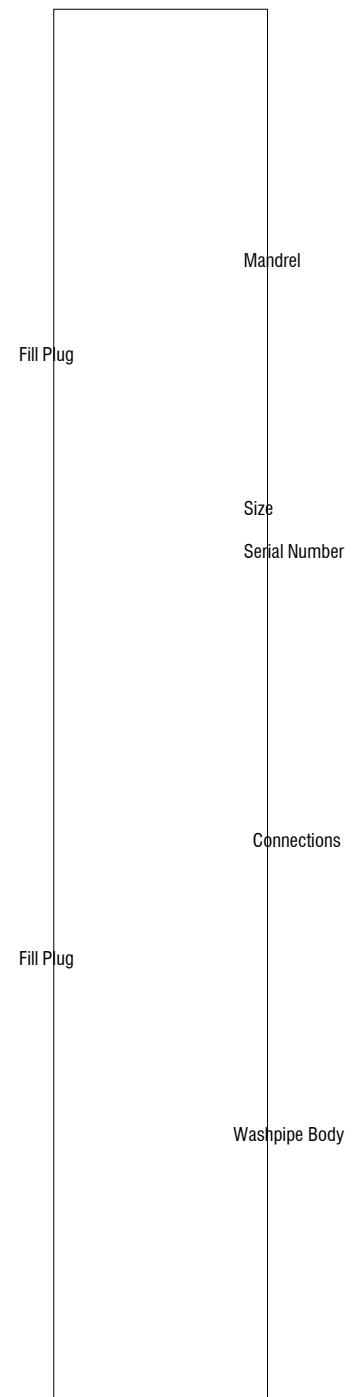 Mandrel
Fill Plug
Size
Serial Number
Connections
Fill Plug
Washpipe Body